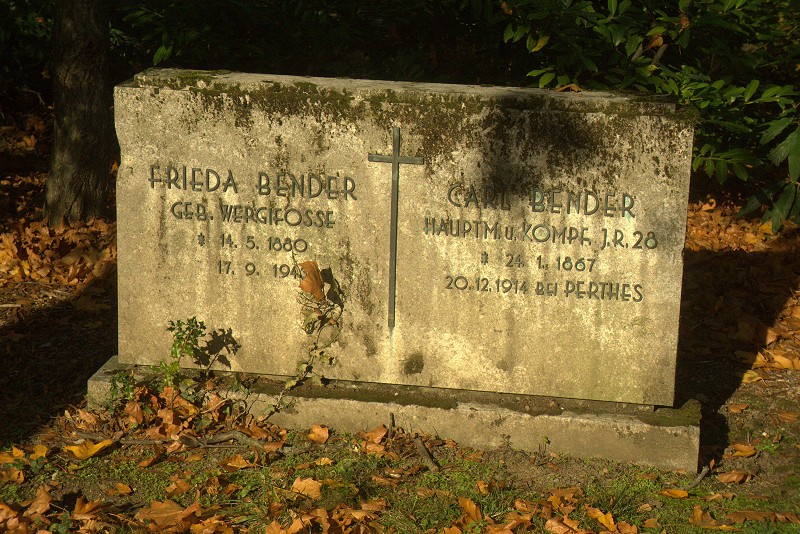 FRIEDA BENDER
GEB. WERGIFOSSE
* 14. 5. 1880
17. 9.
CARL BENDER
HAUPTM. u. KOMPF. J.R. 28
* 24. 1. 1867
20.12.1914 BEI PERTHES